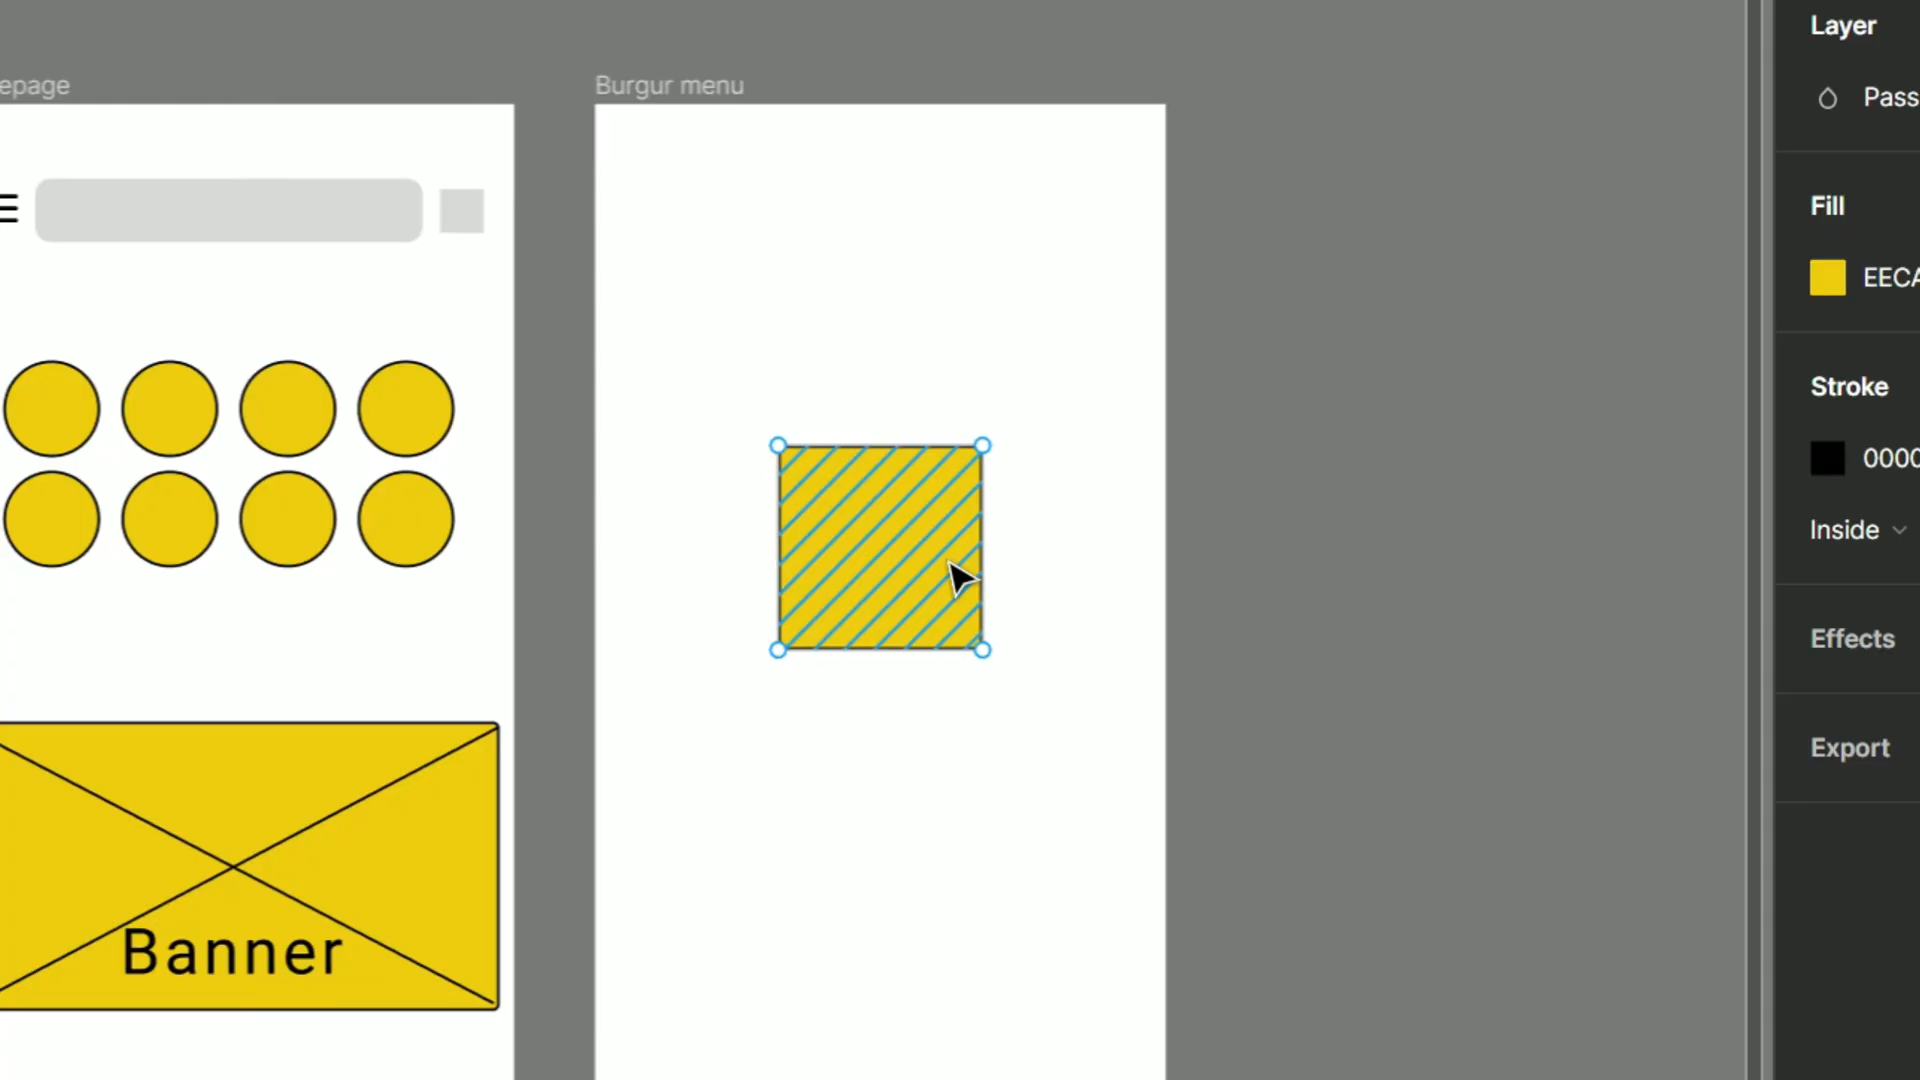 epage
Burgur menu
Banner
Layer
Pass
Fill
EECA
Stroke
0000
Inside
Effects
Export